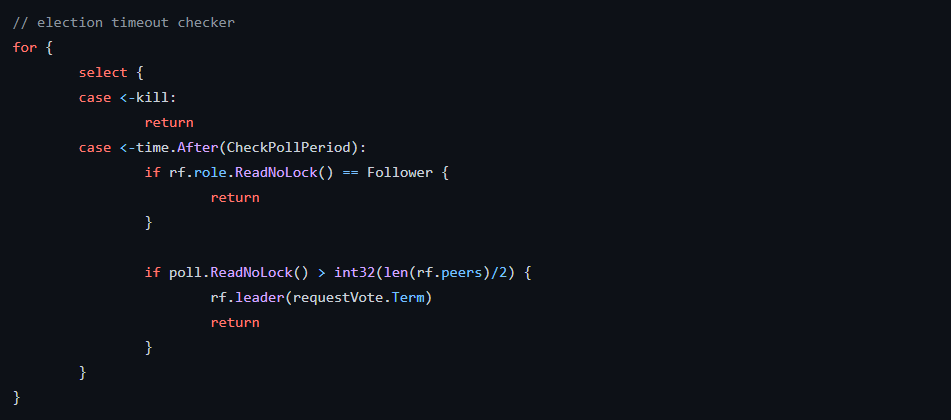 // election timeout checker
for {
        select {
        case <-kill:
                return
        case <-time.After(CheckPollPeriod):
                if rf.role.ReadNoLock() == Follower {
                        return
                }

                if poll.ReadNoLock() > int32(len(rf.peers)/2) {
                        rf.leader(requestVote.Term)
                        return
                }
        }
}